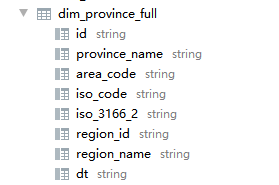 dim_province_full
id string
province_name string
area_code string
iso_code string
iso_3166_2 string
region_id string
region_name string
dt string